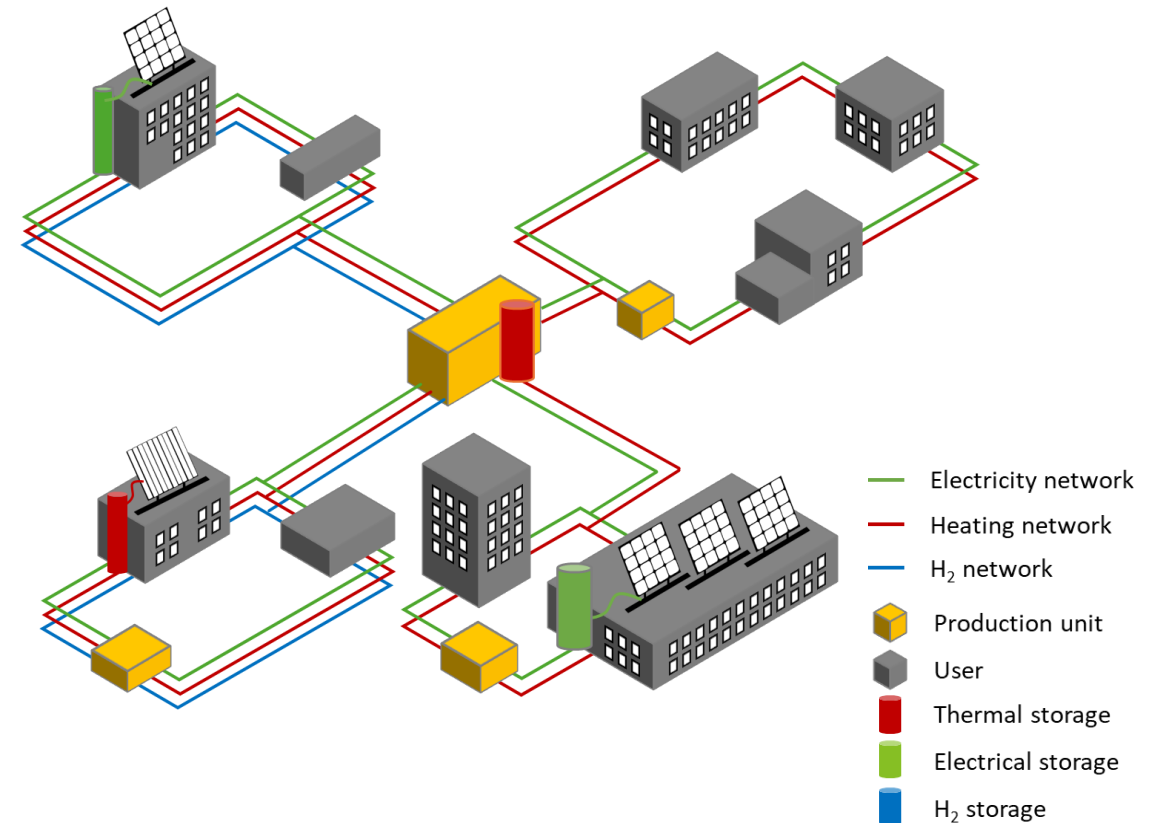 Electricity network
Heating network
H₂ network
Production unit
User
Thermal storage
Electrical storage
H₂ storage